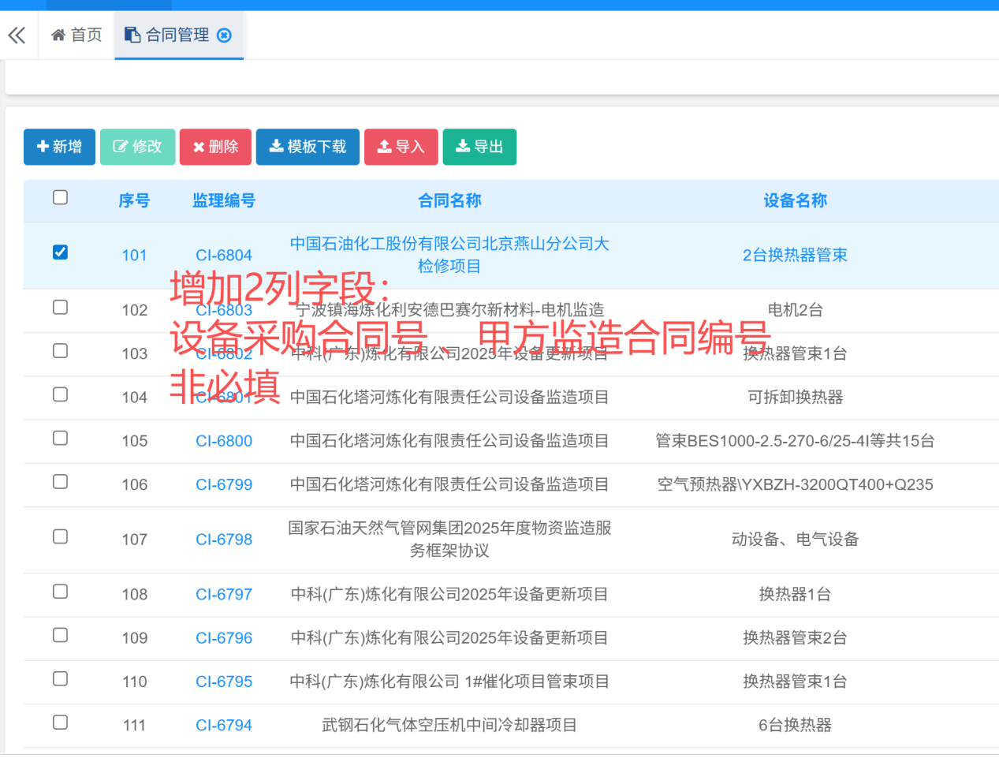 首页 合同管理
新增 修改 删除 模板下载 导入 导出
序号 监理编号 合同名称 设备名称
101 CI-6804 中国石油化工股份有限公司北京燕山分公司大检修项目 2台换热器管束
增加2列字段：
102 CI-6803 宁波镇海炼化利安德巴赛尔新材料-电机监造 电机2台
设备采购合同号、甲方监造合同编号
103 CI-6802 中科(广东)炼化有限公司2025年设备更新项目 换热器管束1台
非必填
104 CI-6801 中国石化塔河炼化有限责任公司设备监造项目 可拆卸换热器
105 CI-6800 中国石化塔河炼化有限责任公司设备监造项目 管束BES1000-2.5-270-6/25-4I等共15台
106 CI-6799 中国石化塔河炼化有限责任公司设备监造项目 空气预热器\YXBZH-3200QT400+Q235
107 CI-6798 国家石油天然气管网集团2025年度物资监造服务框架协议 动设备、电气设备
108 CI-6797 中科(广东)炼化有限公司2025年设备更新项目 换热器1台
109 CI-6796 中科(广东)炼化有限公司2025年设备更新项目 换热器管束2台
110 CI-6795 中科(广东)炼化有限公司 1#催化项目管束项目 换热器管束1台
111 CI-6794 武钢石化气体空压机中间冷却器项目 6台换热器